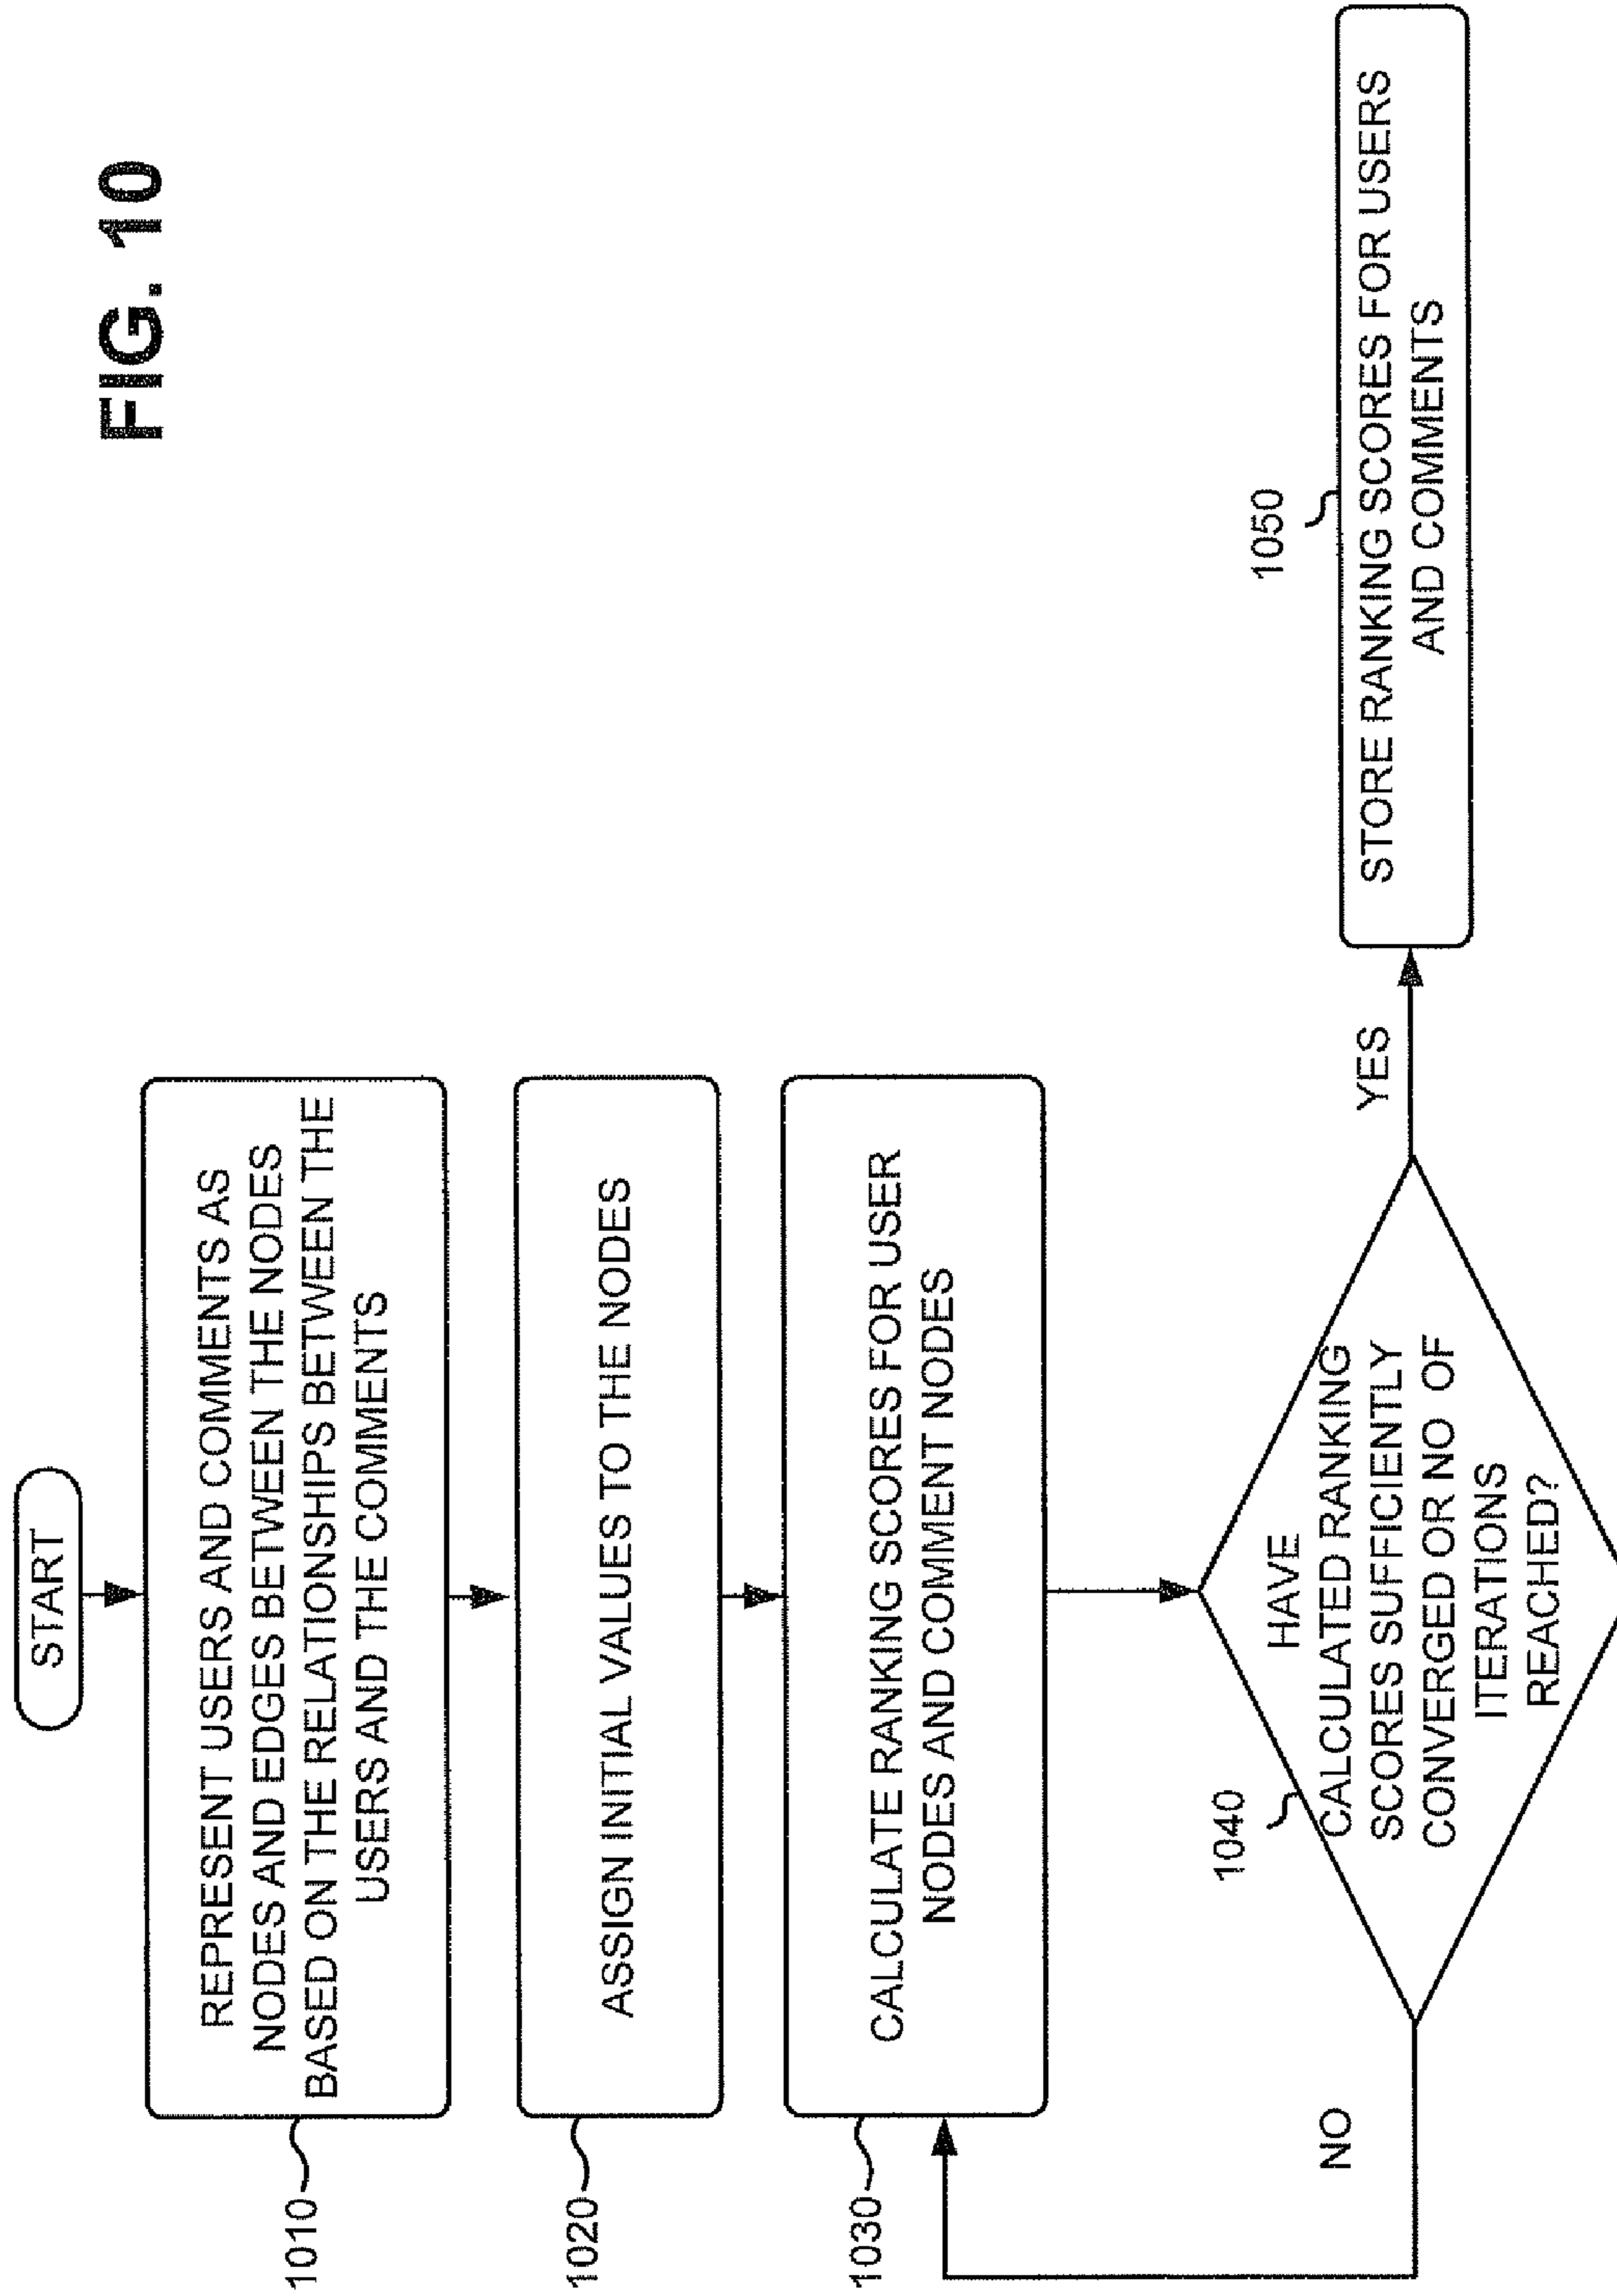 FIG. 10
START
1010
REPRESENT USERS AND COMMENTS AS
NODES AND EDGES BETWEEN THE NODES
BASED ON THE RELATIONSHIPS BETWEEN THE
USERS AND THE COMMENTS
1020
ASSIGN INITIAL VALUES TO THE NODES
1030
CALCULATE RANKING SCORES FOR USER
NODES AND COMMENT NODES
1040
HAVE
CALCULATED RANKING
SCORES SUFFICIENTLY
CONVERGED OR NO OF
ITERATIONS
REACHED?
NO
YES
1050
STORE RANKING SCORES FOR USERS
AND COMMENTS